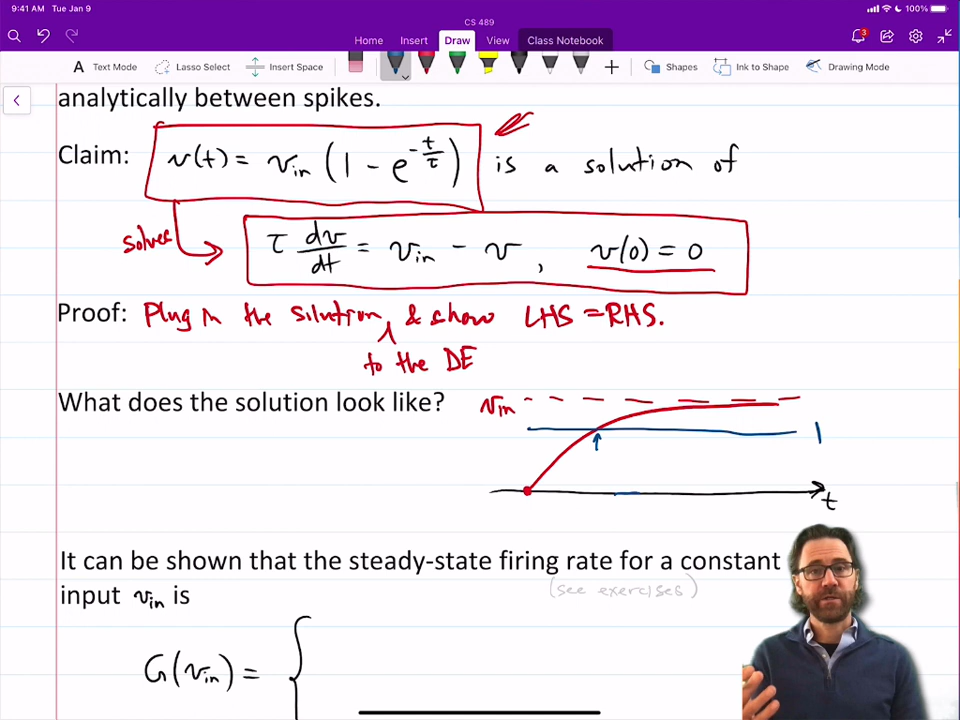 9:41 AM Tue Jan 9
100%
CS 489
Home Insert Draw View Class Notebook
3
A Text Mode Lasso Select Insert Space Shapes Ink to Shape Drawing Mode
analytically between spikes.
Claim: v(t) = v_in (1 - e^{-t/τ}) is a solution of
solves
τ dv/dt = v_in - v, v(0) = 0
Proof: Plug in the solution, & show LHS = RHS.
to the DE
What does the solution look like?
v_in
1
t
It can be shown that the steady-state firing rate for a constant
input v_in is
(see exercises)
G(v_in) = {